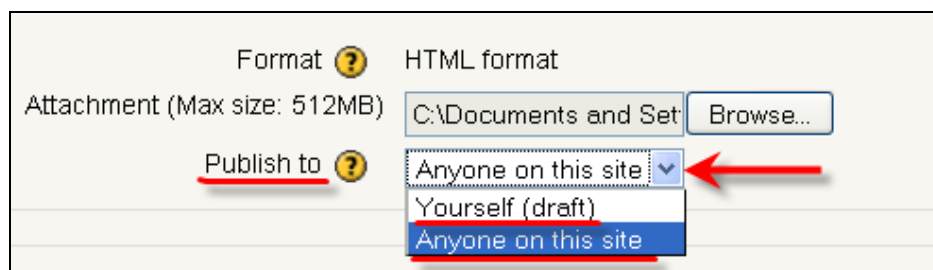 Format ? HTML format
Attachment (Max size: 512MB) C:\Documents and Set Browse...
Publish to ? Anyone on this site
Yourself (draft)
Anyone on this site